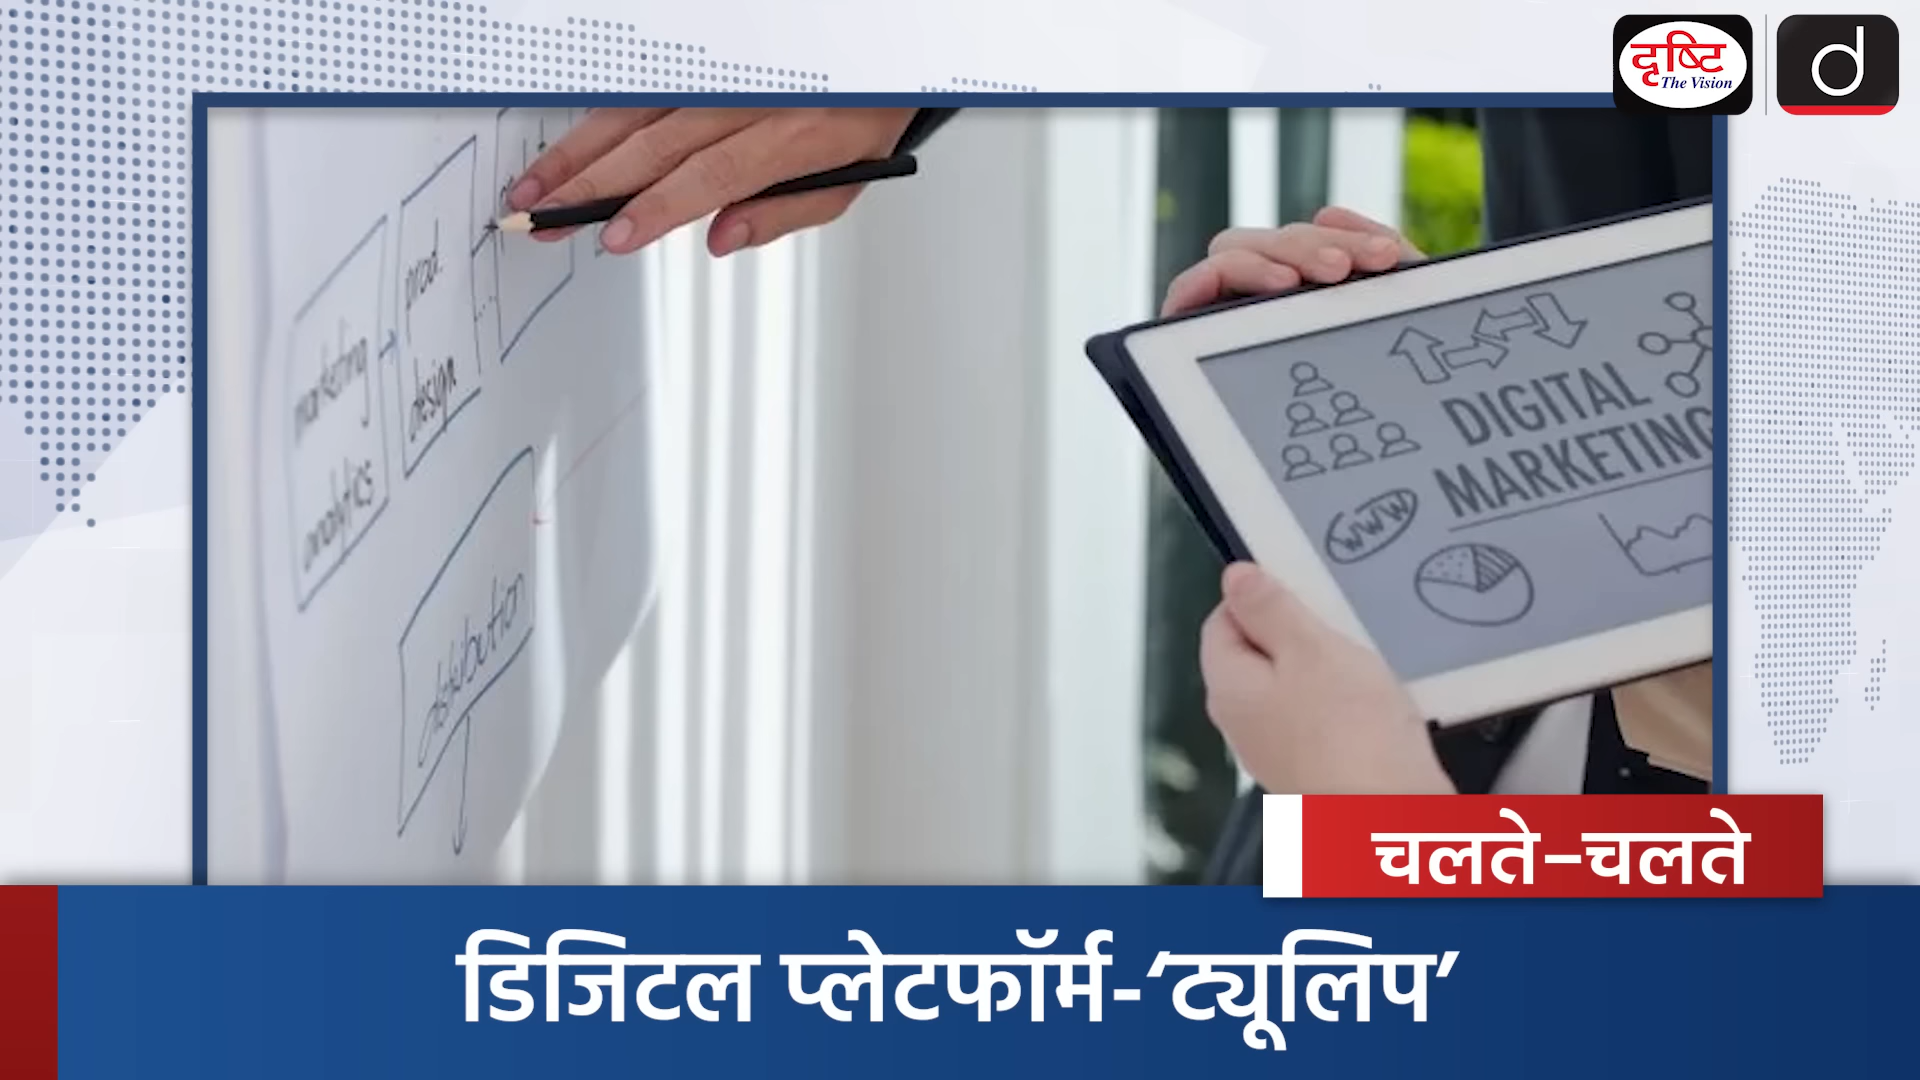 दृष्टि
The Vision
d
marketing
analytics
prod.
design
distribution
DIGITAL
MARKETING
WWW
चलते–चलते
डिजिटल प्लेटफॉर्म-‘ट्यूलिप’